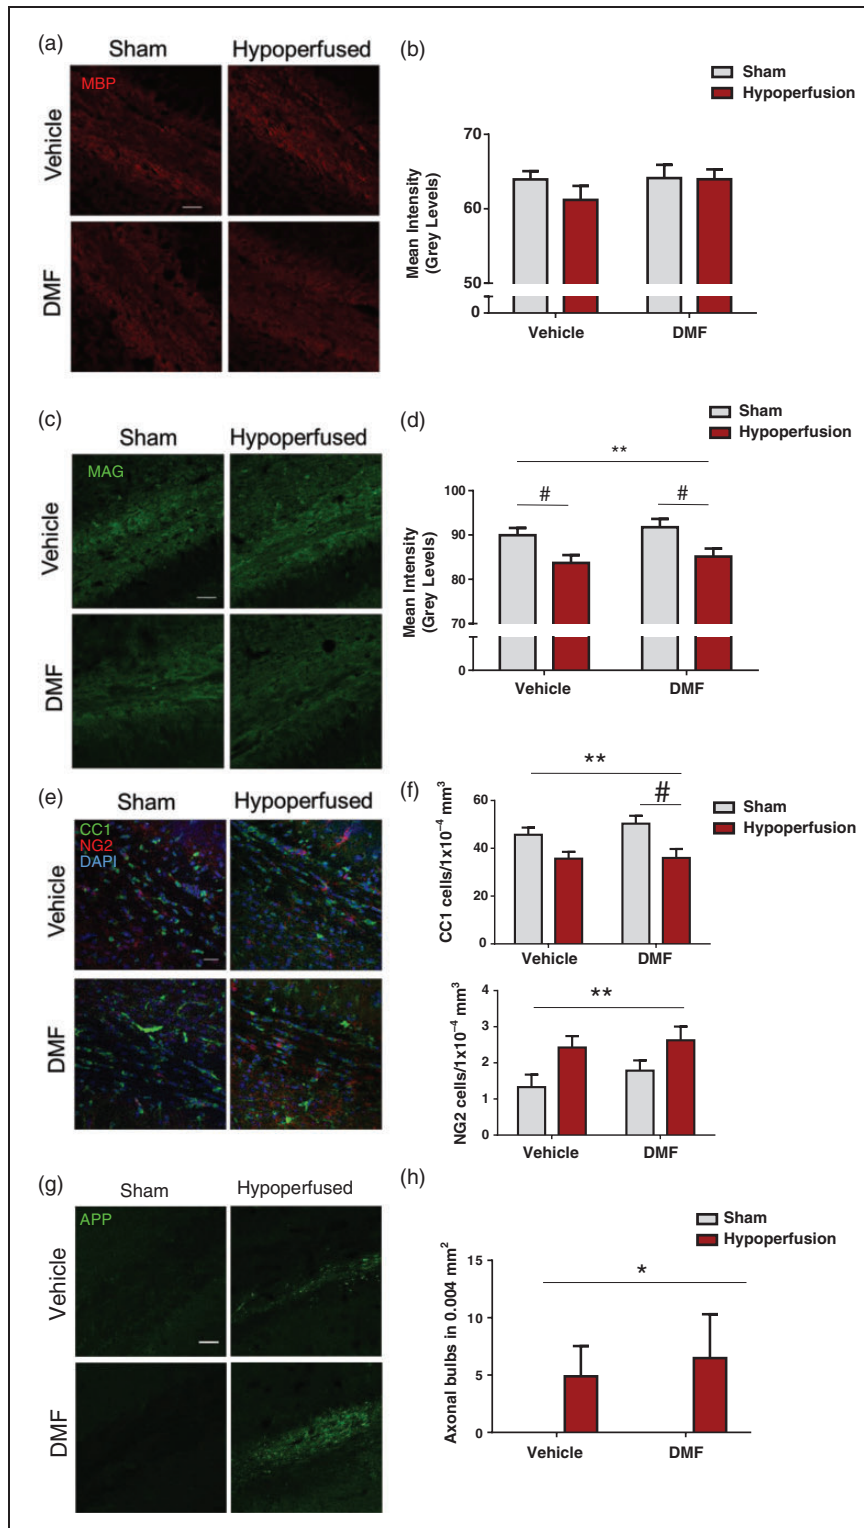 (a)
Sham
Hypoperfused
MBP
Vehicle
DMF
(b)
Sham
Hypoperfusion
Mean Intensity
(Grey Levels)
70
60
50
0
Vehicle
DMF
(c)
Sham
Hypoperfused
MAG
Vehicle
DMF
(d)
Sham
Hypoperfusion
**
#
#
Mean Intensity
(Grey Levels)
100
90
80
70
0
Vehicle
DMF
(e)
Sham
Hypoperfused
CC1
NG2
DAPI
Vehicle
DMF
(f)
**
#
Sham
Hypoperfusion
CC1 cells/1x10⁻⁴ mm³
60
40
20
0
Vehicle
DMF
**
NG2 cells/1x10⁻⁴ mm³
4
3
2
1
0
Vehicle
DMF
(g)
Sham
Hypoperfused
APP
Vehicle
DMF
(h)
Sham
Hypoperfusion
*
Axonal bulbs in 0.004 mm²
15
10
5
0
Vehicle
DMF